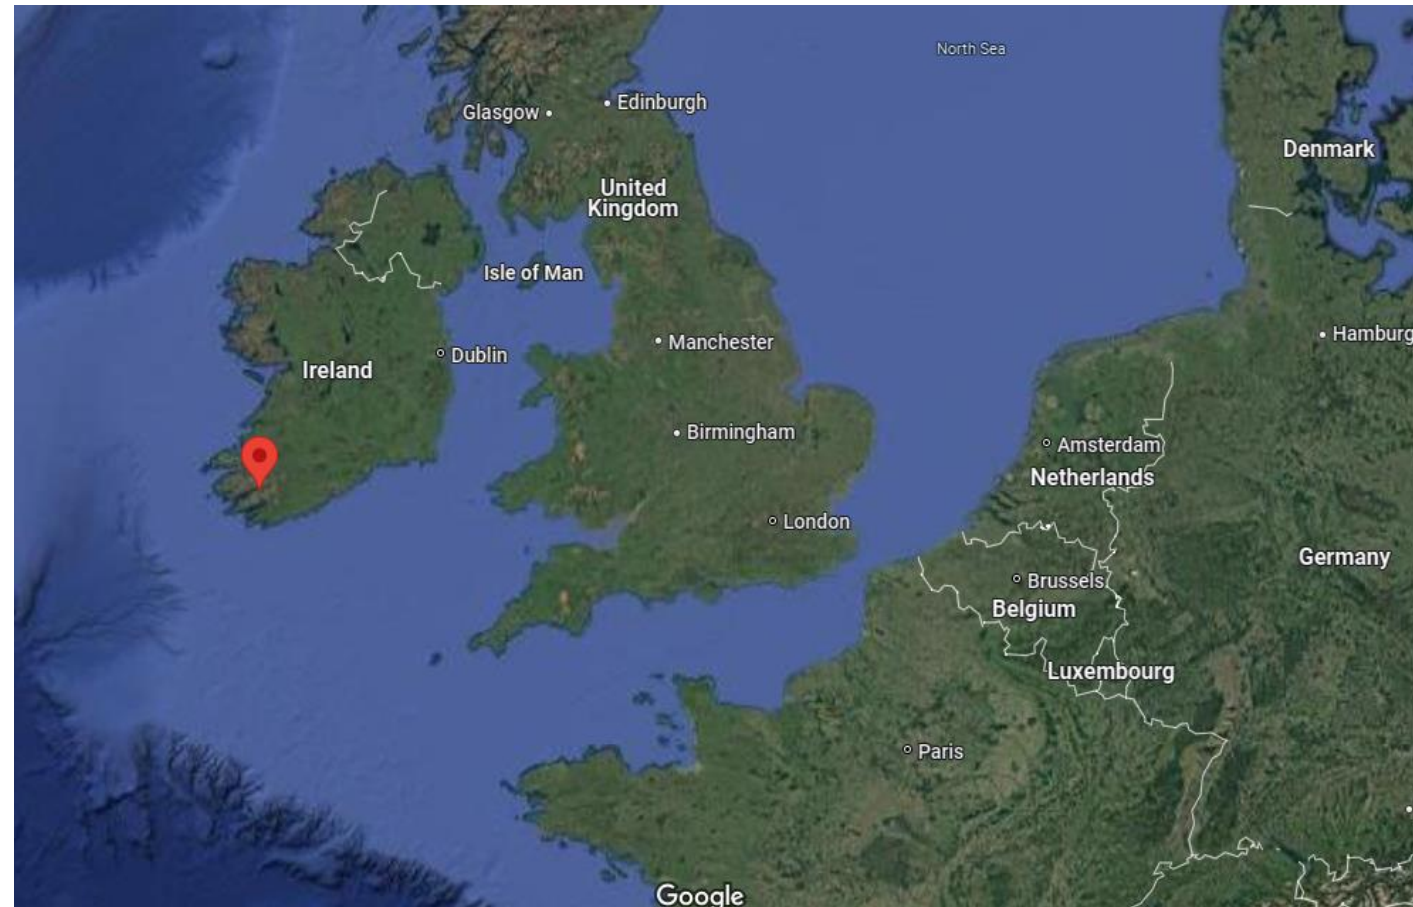 North Sea
Edinburgh
Glasgow
Denmark
United
Kingdom
Isle of Man
Hamburg
Manchester
Dublin
Ireland
Birmingham
Amsterdam
Netherlands
London
Germany
Brussels
Belgium
Luxembourg
Paris
Google